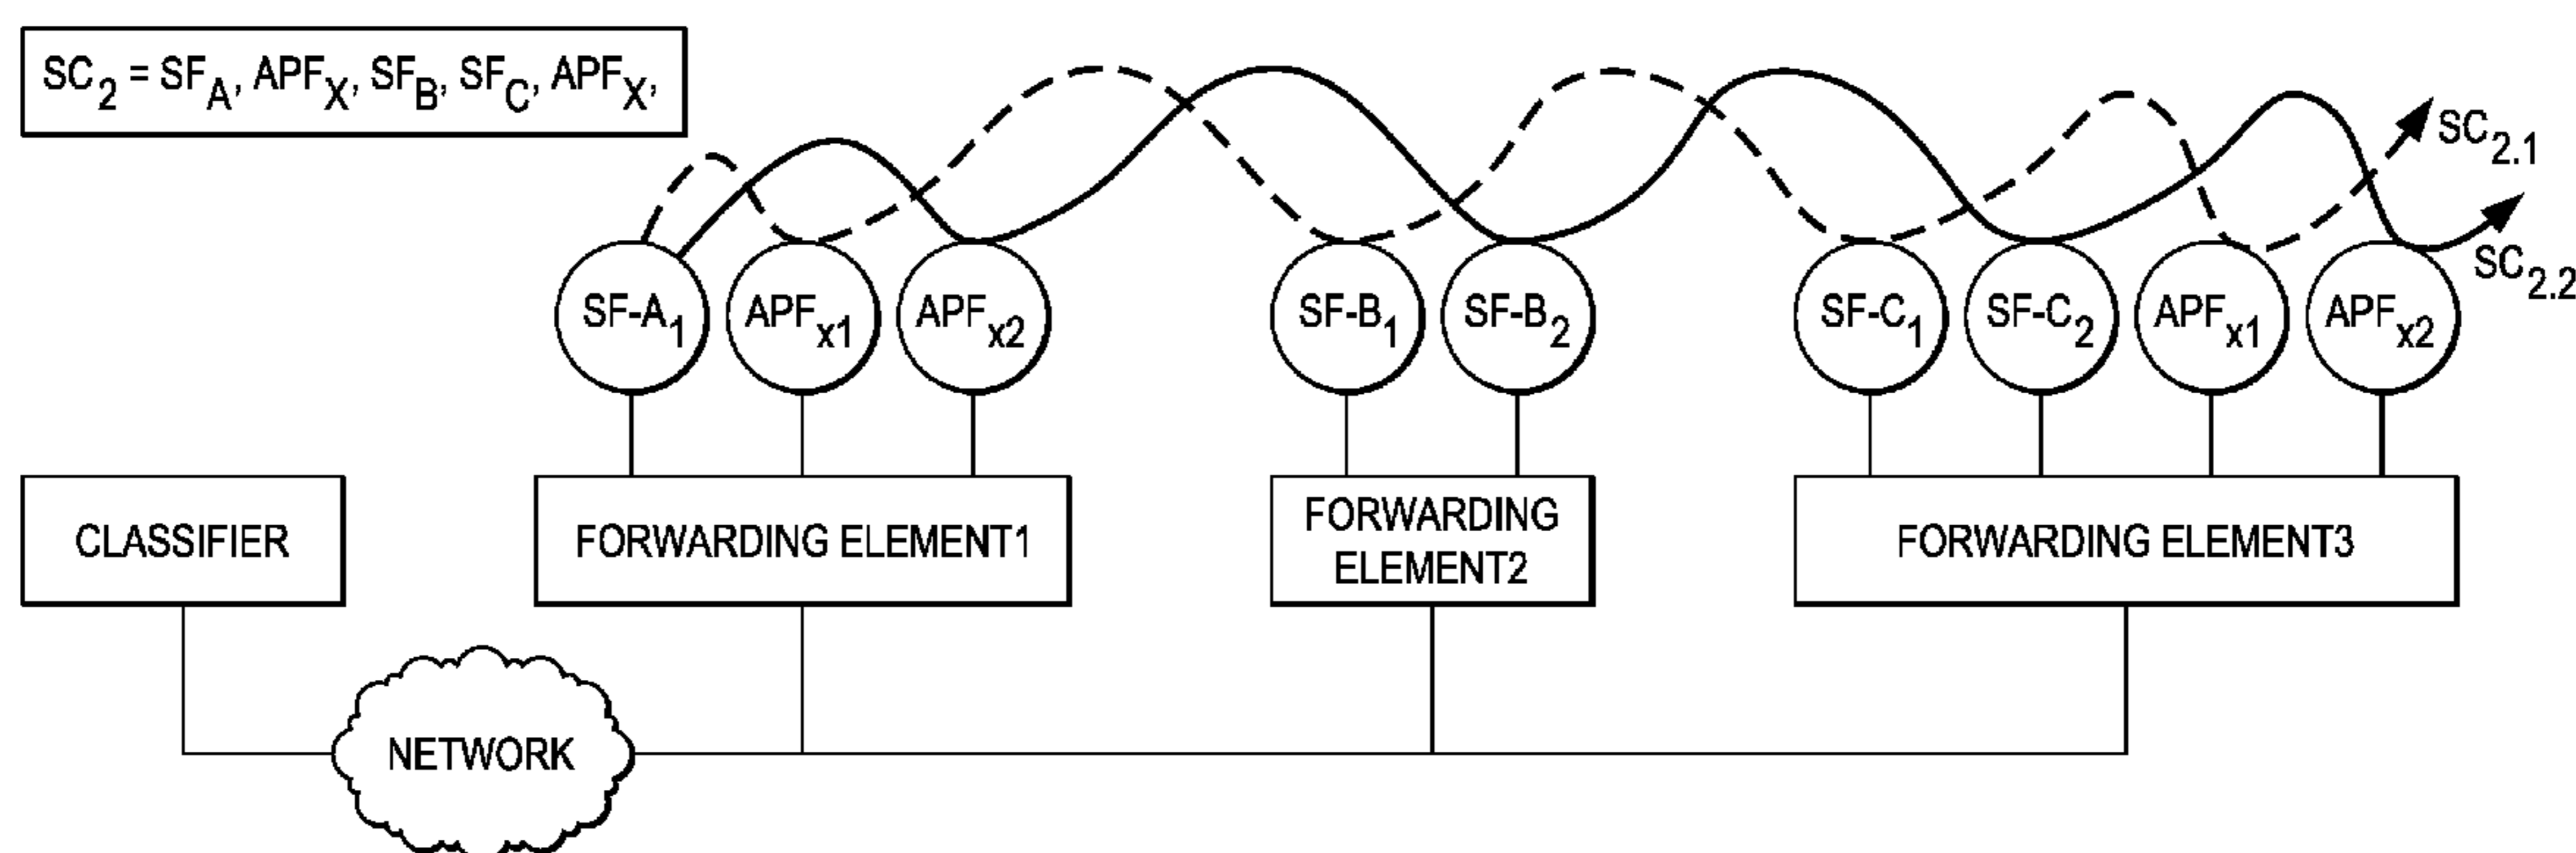 SC2 = SFA, APFX, SFB, SFC, APFX,
SC2.1
SC2.2
SF-A1
APFx1
APFx2
SF-B1
SF-B2
SF-C1
SF-C2
APFx1
APFx2
CLASSIFIER
FORWARDING ELEMENT1
FORWARDING
ELEMENT2
FORWARDING ELEMENT3
NETWORK